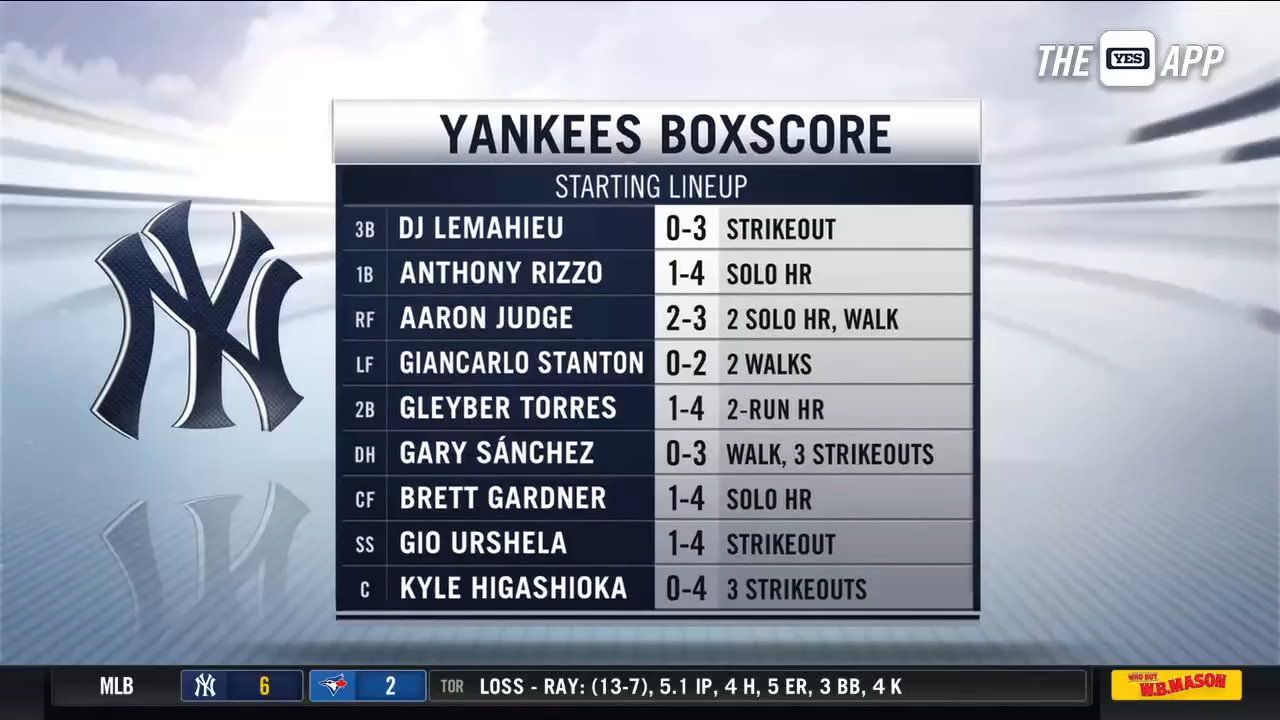 THE YES APP
YANKEES BOXSCORE
STARTING LINEUP
3B DJ LEMAHIEU 0-3 STRIKEOUT
1B ANTHONY RIZZO 1-4 SOLO HR
RF AARON JUDGE 2-3 2 SOLO HR, WALK
LF GIANCARLO STANTON 0-2 2 WALKS
2B GLEYBER TORRES 1-4 2-RUN HR
DH GARY SÁNCHEZ 0-3 WALK, 3 STRIKEOUTS
CF BRETT GARDNER 1-4 SOLO HR
SS GIO URSHELA 1-4 STRIKEOUT
C KYLE HIGASHIOKA 0-4 3 STRIKEOUTS
NY
MLB NY 6 2 TOR LOSS - RAY: (13-7), 5.1 IP, 4 H, 5 ER, 3 BB, 4 K
WHO BUT
W.B.MASON